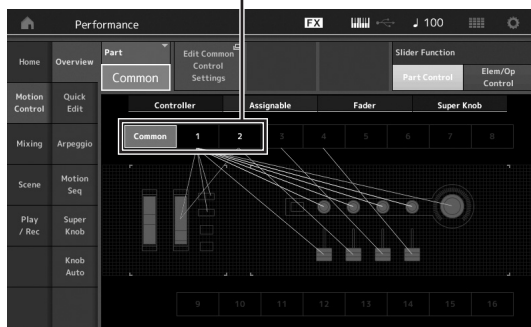 Performance
FX
100
Home
Overview
Part
Common
Edit Common
Control
Settings
Slider Function
Part Control
Elem/Op
Control
Motion
Control
Quick
Edit
Controller
Assignable
Fader
Super Knob
Mixing
Arpeggio
Common
1
2
3
4
5
6
7
8
Scene
Motion
Seq
Play
/ Rec
Super
Knob
Knob
Auto
9
10
11
12
13
14
15
16